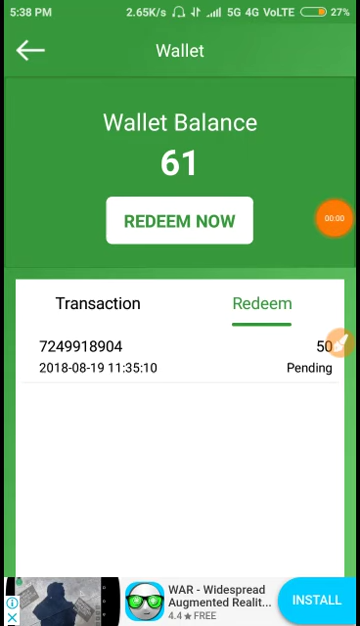 5:38 PM 2.65K/s 5G 4G VoLTE 27%
Wallet
Wallet Balance
61
REDEEM NOW
00:00
Transaction Redeem
7249918904 50
2018-08-19 11:35:10 Pending
WAR - Widespread
Augmented Realit...
4.4★FREE
INSTALL